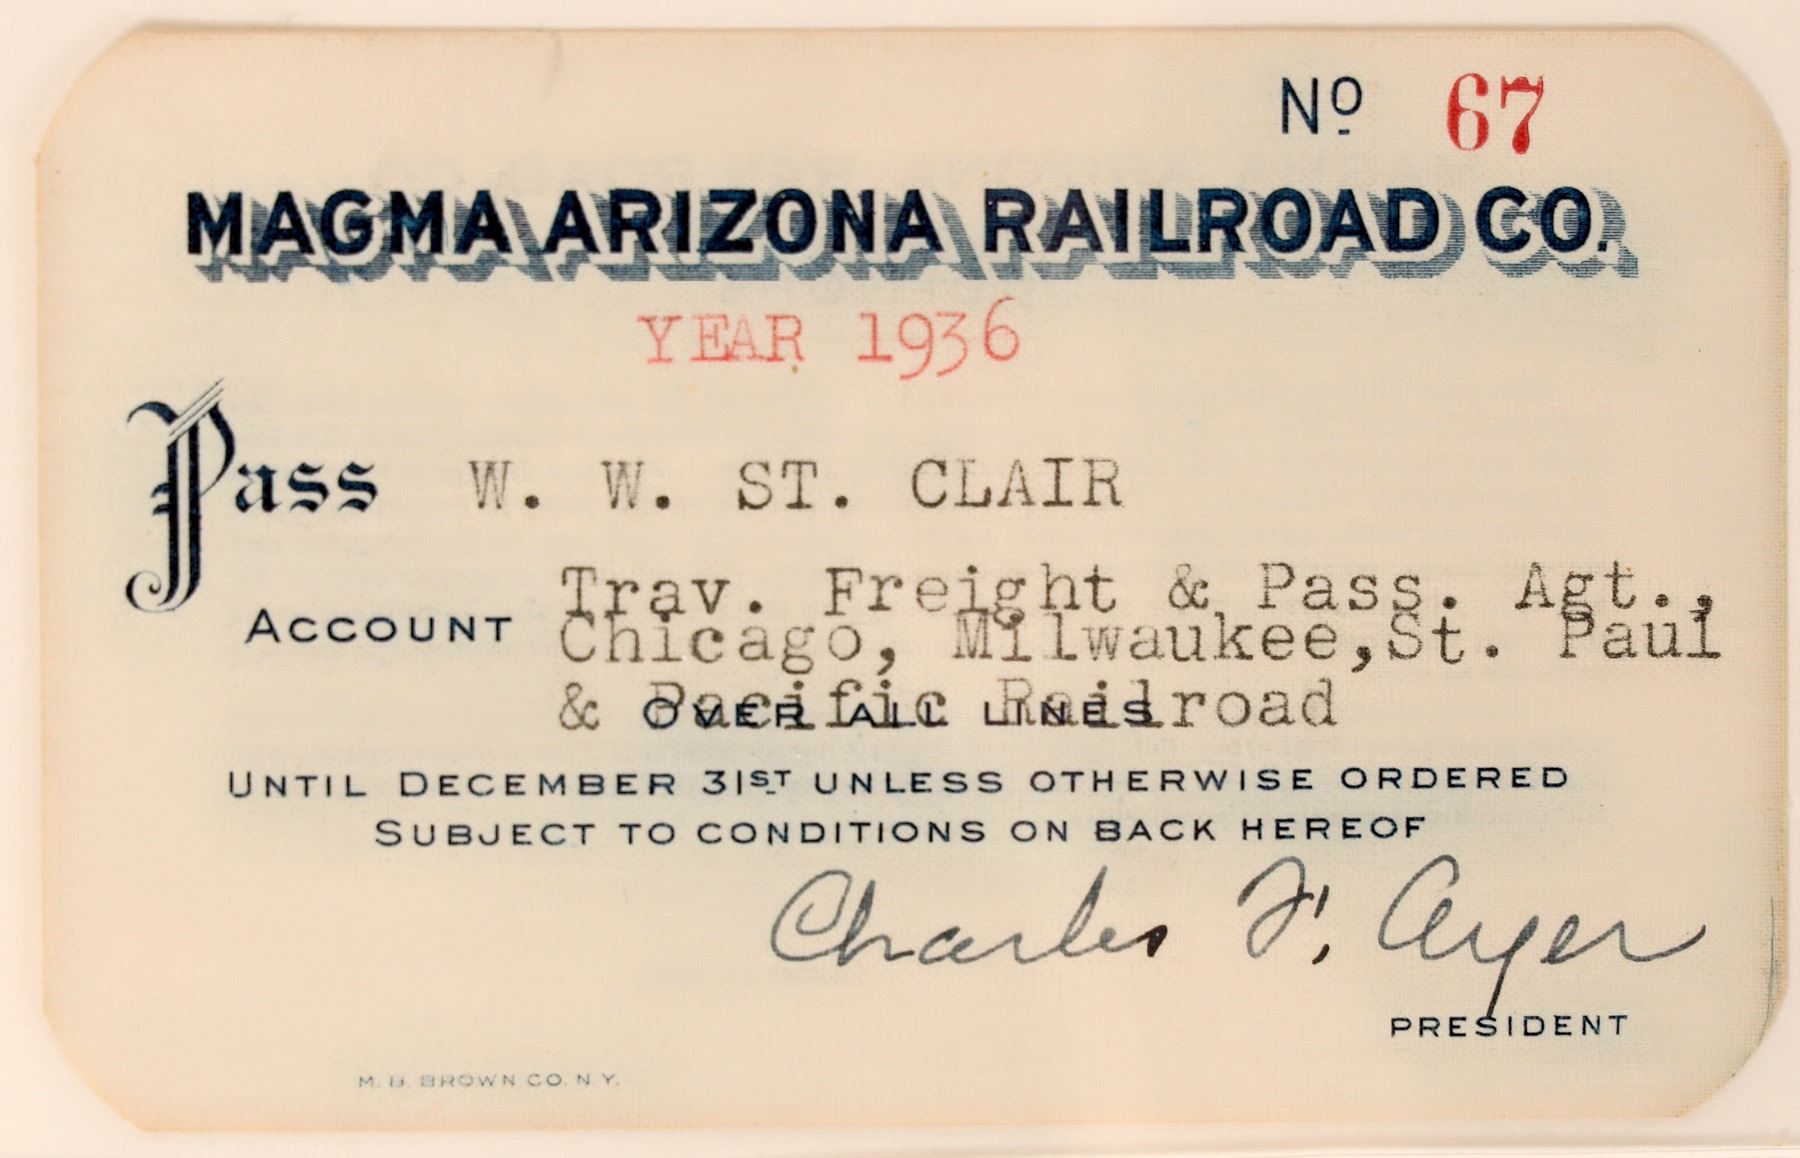 Nº 67
MAGMA ARIZONA RAILROAD CO.
YEAR 1936
Pass W. W. ST. CLAIR
Trav. Freight & Pass. Agt.,
ACCOUNT Chicago, Milwaukee,St. Paul
& Pacific Railroad
OVER ALL LINES
UNTIL DECEMBER 31ST UNLESS OTHERWISE ORDERED
SUBJECT TO CONDITIONS ON BACK HEREOF
Charles F. Ayer
PRESIDENT
M. B. BROWN CO. N.Y.